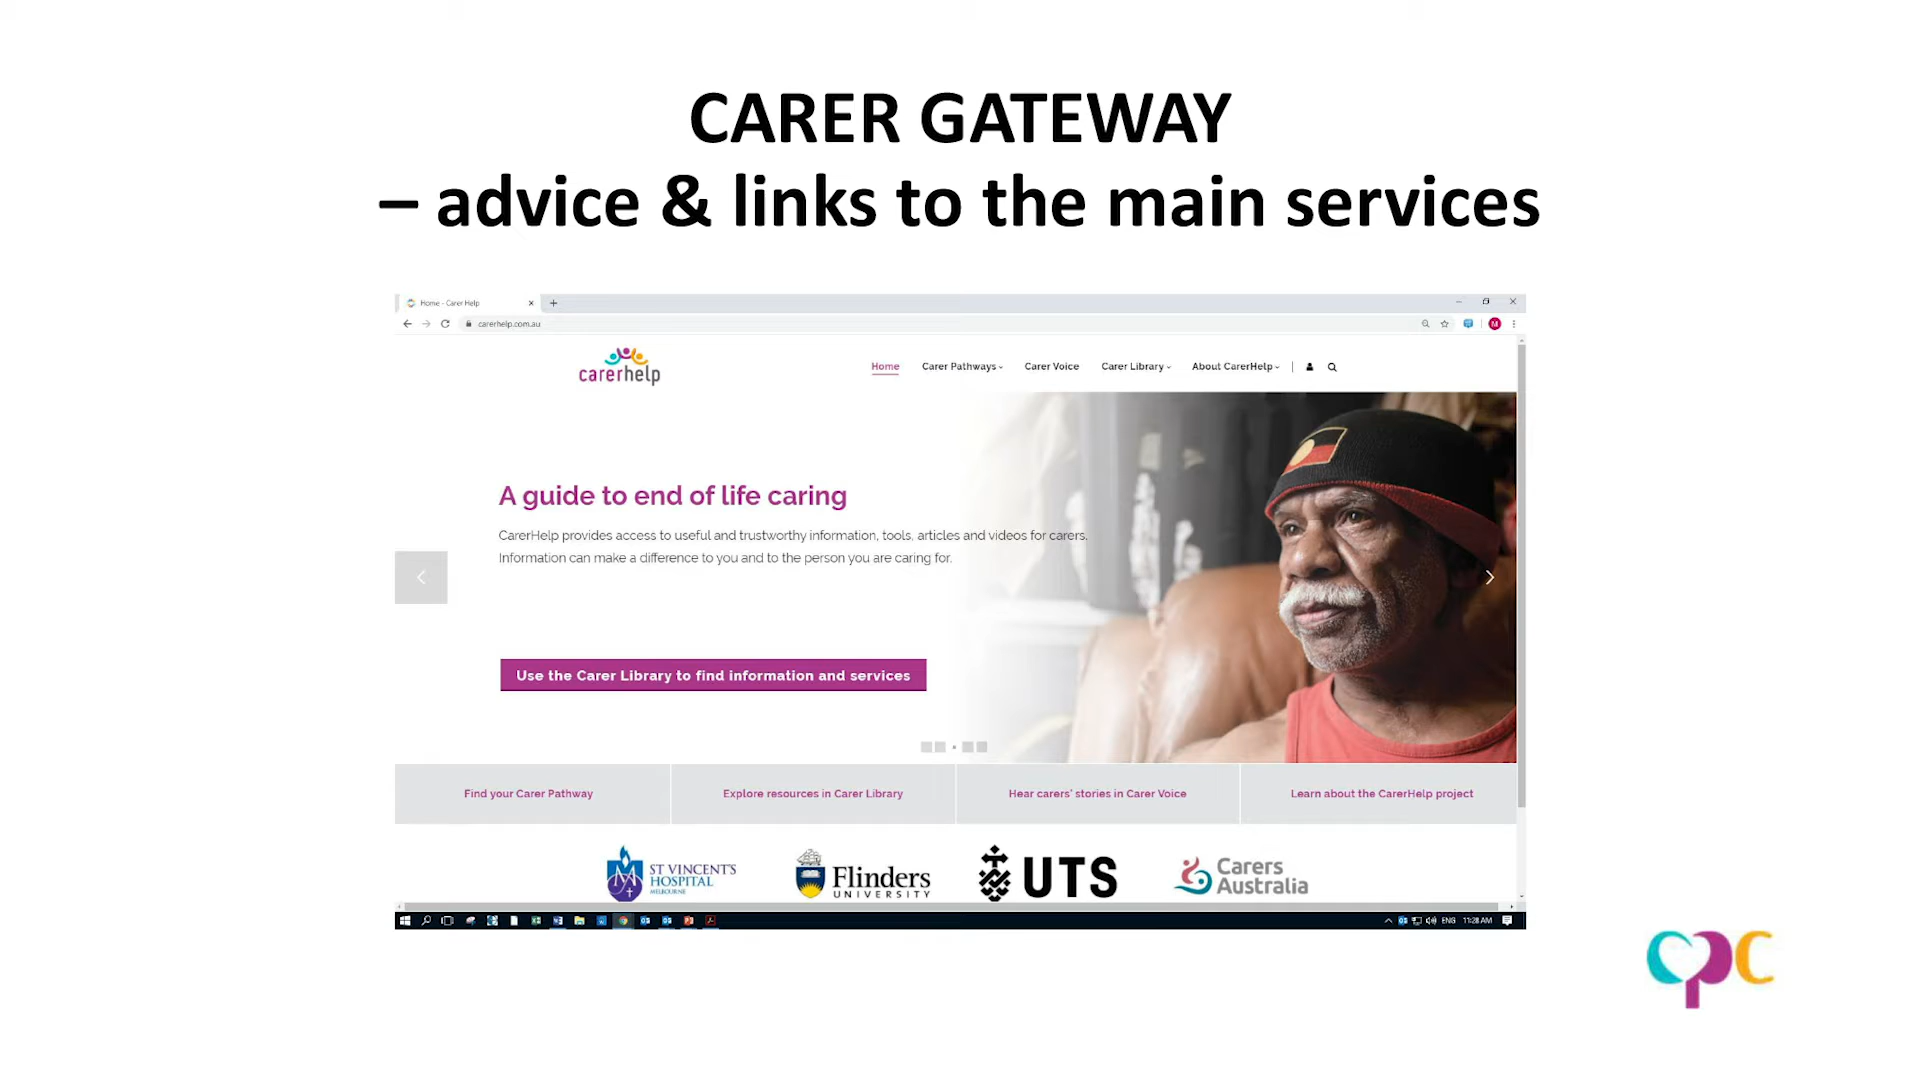 CARER GATEWAY
– advice & links to the main services
Home - Carer Help
carerhelp.com.au
M
carerhelp
Home
Carer Pathways
Carer Voice
Carer Library
About CarerHelp
A guide to end of life caring
CarerHelp provides access to useful and trustworthy information, tools, articles and videos for carers.
Information can make a difference to you and to the person you are caring for.
Use the Carer Library to find information and services
Find your Carer Pathway
Explore resources in Carer Library
Hear carers' stories in Carer Voice
Learn about the CarerHelp project
ST VINCENT'S
HOSPITAL
MELBOURNE
Flinders
UNIVERSITY
UTS
Carers
Australia
ENG
11:28 AM
CPC